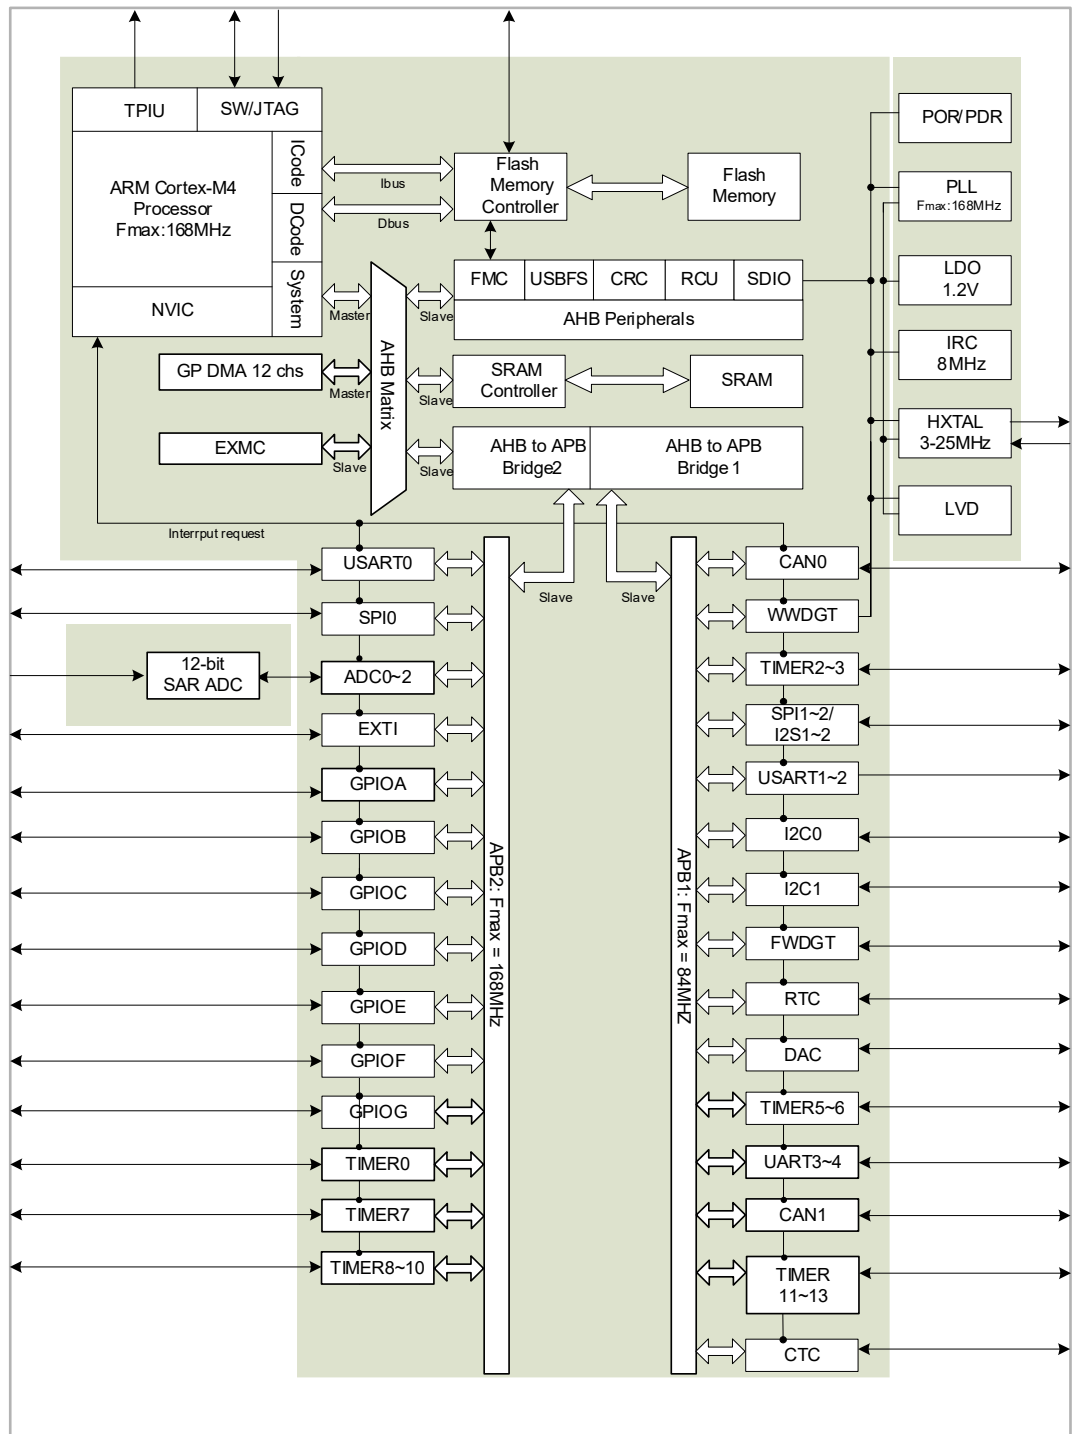 TPIU
SW/JTAG
POR/PDR
ICode
Flash
Memory
Controller
Flash
Memory
Ibus
ARM Cortex-M4
Processor
Fmax:168MHz
PLL
Fmax:168MHz
DCode
Dbus
System
FMC
USBFS
CRC
RCU
SDIO
LDO
1.2V
NVIC
Master
Slave
AHB Peripherals
IRC
8MHz
AHB Matrix
GP DMA 12 chs
Master
Slave
SRAM
Controller
SRAM
HXTAL
3-25MHz
EXMC
Slave
Slave
AHB to APB
Bridge2
AHB to APB
Bridge 1
LVD
Interrput request
USART0
CAN0
Slave
Slave
SPI0
WWDGT
12-bit
SAR ADC
ADC0~2
TIMER2~3
EXTI
SPI1~2/
I2S1~2
GPIOA
USART1~2
GPIOB
I2C0
APB2: Fmax = 168MHz
APB1: Fmax = 84MHZ
GPIOC
I2C1
GPIOD
FWDGT
GPIOE
RTC
GPIOF
DAC
GPIOG
TIMER5~6
TIMER0
UART3~4
TIMER7
CAN1
TIMER8~10
TIMER
11~13
CTC